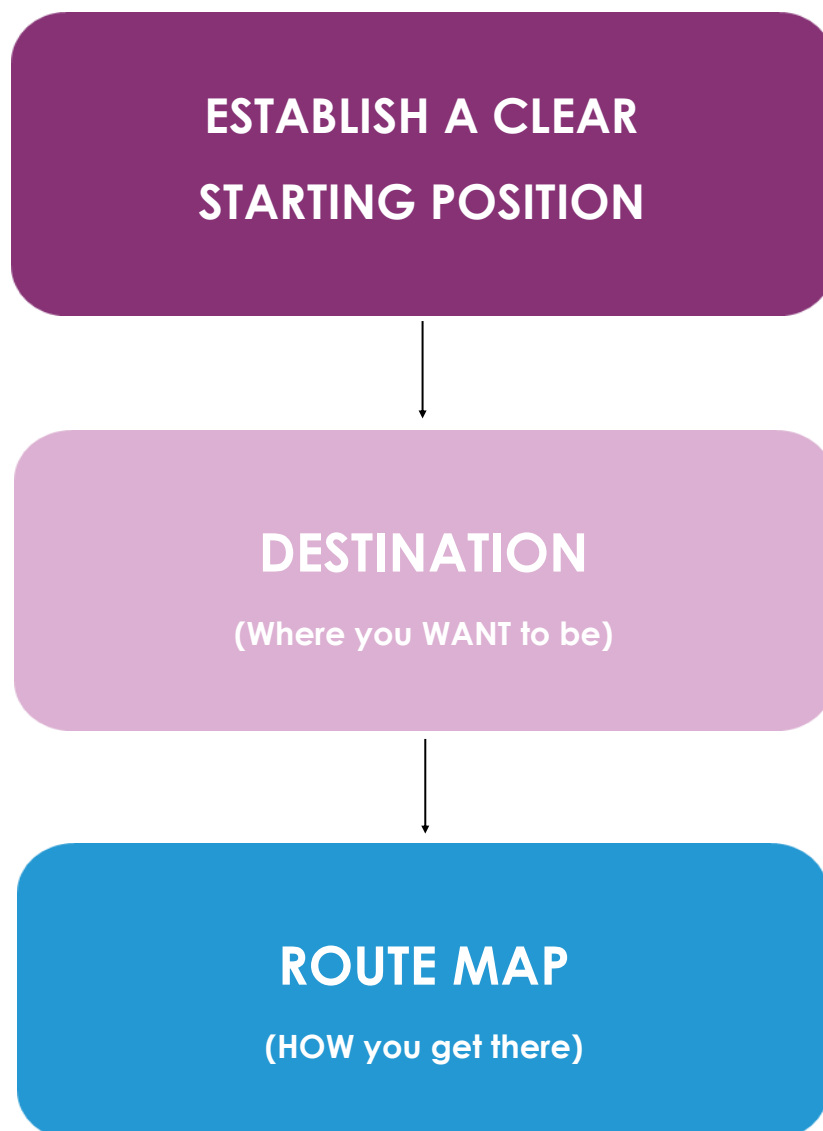 ESTABLISH A CLEAR
STARTING POSITION
DESTINATION
(Where you WANT to be)
ROUTE MAP
(HOW you get there)